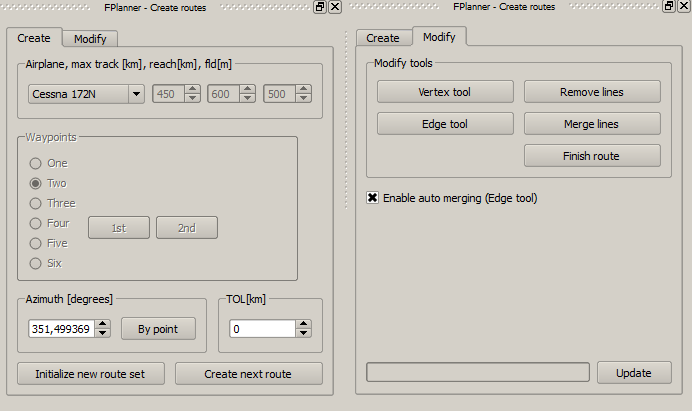 FPlanner - Create routes
Create Modify
Airplane, max track [km], reach[km], fld[m]
Cessna 172N 450 600 500
Waypoints
One
Two
Three
Four
Five
Six
1st 2nd
Azimuth [degrees] TOL[km]
351,499369 By point 0
Initialize new route set Create next route
FPlanner - Create routes
Create Modify
Modify tools
Vertex tool Remove lines
Edge tool Merge lines
Finish route
Enable auto merging (Edge tool)
Update